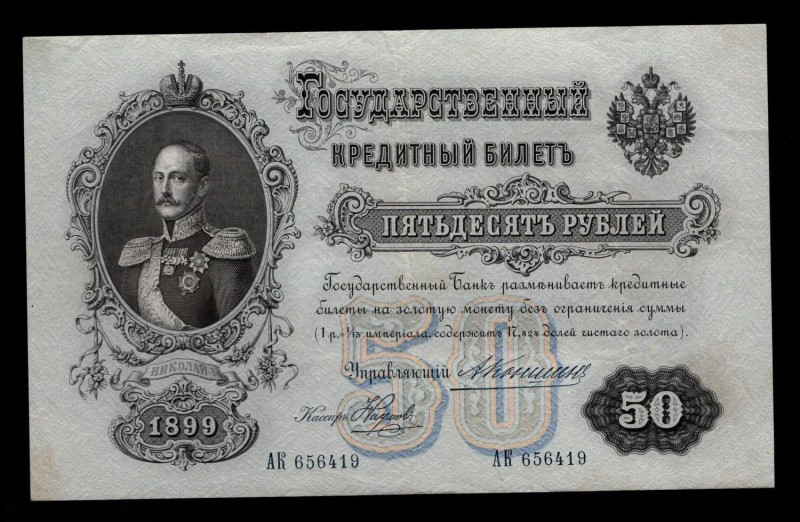 Государственный
кредитный билетъ
пятьдесятъ рублей
Государственный Банкъ размѣниваетъ кредитные
билеты на золотую монету безъ ограниченія суммы
(1 р.= 1/15 имперіала, содержитъ 17,424 долей чистаго золота).
50
Управляющій
Кассиръ
НИКОЛАЙ I
1899
50
АК 656419
АК 656419